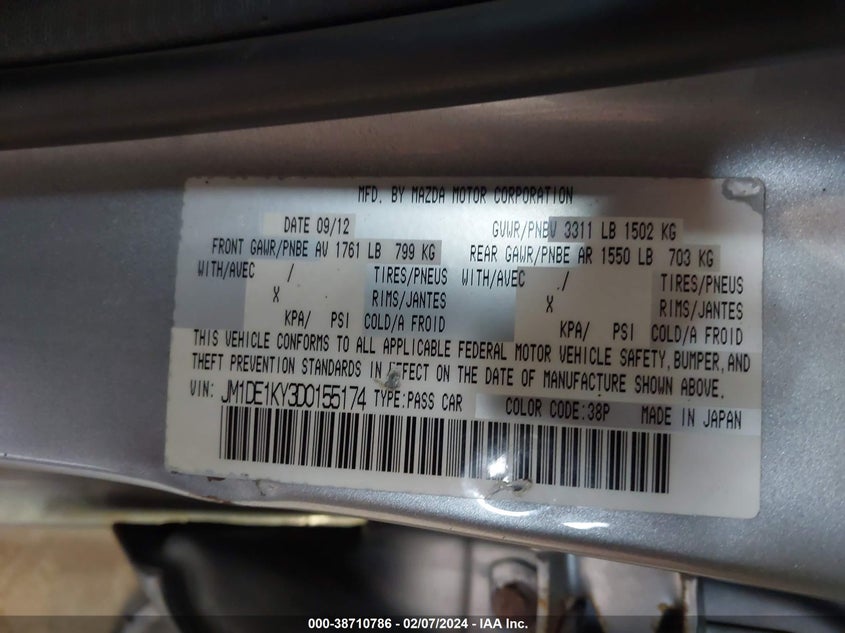 MFD. BY MAZDA MOTOR CORPORATION
DATE 09/12 GVWR/PNBV 3311 LB 1502 KG
FRONT GAWR/PNBE AV 1761 LB 799 KG REAR GAWR/PNBE AR 1550 LB 703 KG
WITH/AVEC / TIRES/PNEUS WITH/AVEC / TIRES/PNEUS
X RIMS/JANTES X RIMS/JANTES
KPA/ PSI COLD/A FROID KPA/ PSI COLD/A FROID
THIS VEHICLE CONFORMS TO ALL APPLICABLE FEDERAL MOTOR VEHICLE SAFETY, BUMPER, AND
THEFT PREVENTION STANDARDS IN EFFECT ON THE DATE OF MANUFACTURE SHOWN ABOVE.
VIN: JM1DE1KY3D0155174 TYPE:PASS CAR COLOR CODE:38P MADE IN JAPAN
000-38710786 - 02/07/2024 - IAA Inc.